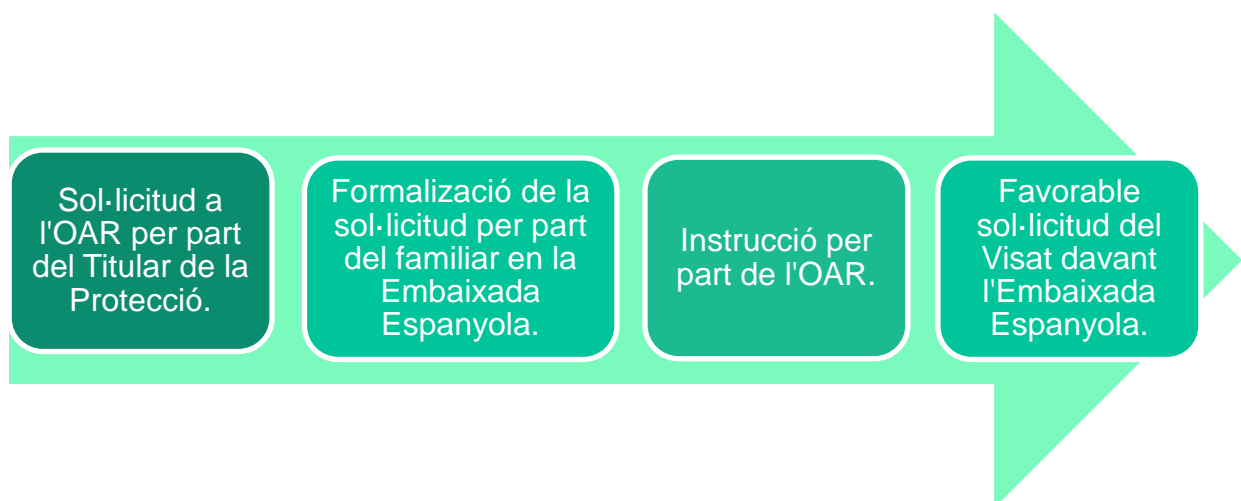 Sol·licitud a
l'OAR per part
del Titular de la
Protecció.
Formalizació de la
sol·licitud per part
del familiar en la
Embaixada
Espanyola.
Instrucció per
part de l'OAR.
Favorable
sol·licitud del
Visat davant
l'Embaixada
Espanyola.